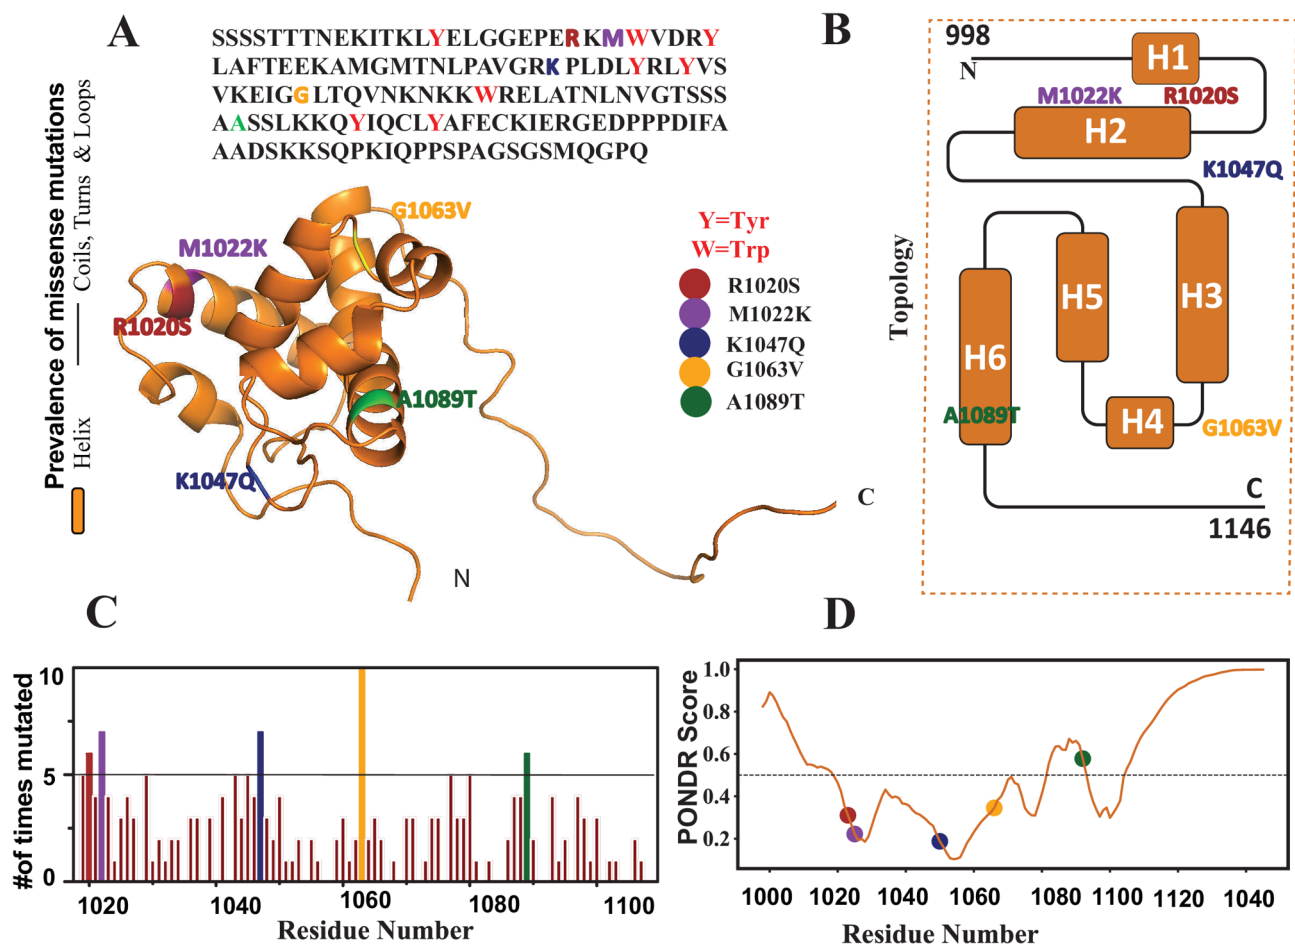 A
SSSSTTTNEKITKLYELGGEPERKMWVDRY
LAFTEEKAMGMTNLPAVGRKPLDLYRLYVS
VKEIGGLTQVNKNKKWRELATNLNVGTSSS
AASSLKKQYIQCLYAFECKIERGEDPPPDIFA
AADSKKSQPKIQPPSPAGSGSMQGPQ
Prevalence of missense mutations
Helix
Coils, Turns & Loops
G1063V
M1022K
R1020S
A1089T
K1047Q
N
C
Y=Tyr
W=Trp
R1020S
M1022K
K1047Q
G1063V
A1089T
B
Topology
998
N
H1
M1022K
R1020S
H2
K1047Q
H5
H3
H6
A1089T
H4
G1063V
C
1146
C
#of times mutated
10
5
0
1020
1040
1060
1080
1100
Residue Number
D
PONDR Score
1.0
0.8
0.6
0.4
0.2
1000
1020
1040
1060
1080
1100
1020
1040
Residue Number